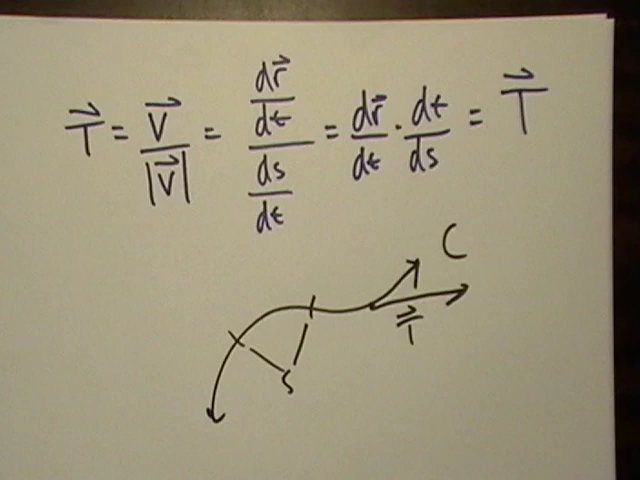 T⃗ = V⃗ / |V⃗| = (dr⃗/dt) / (ds/dt) = dr⃗/dt · dt/ds = T⃗
C
T⃗
S